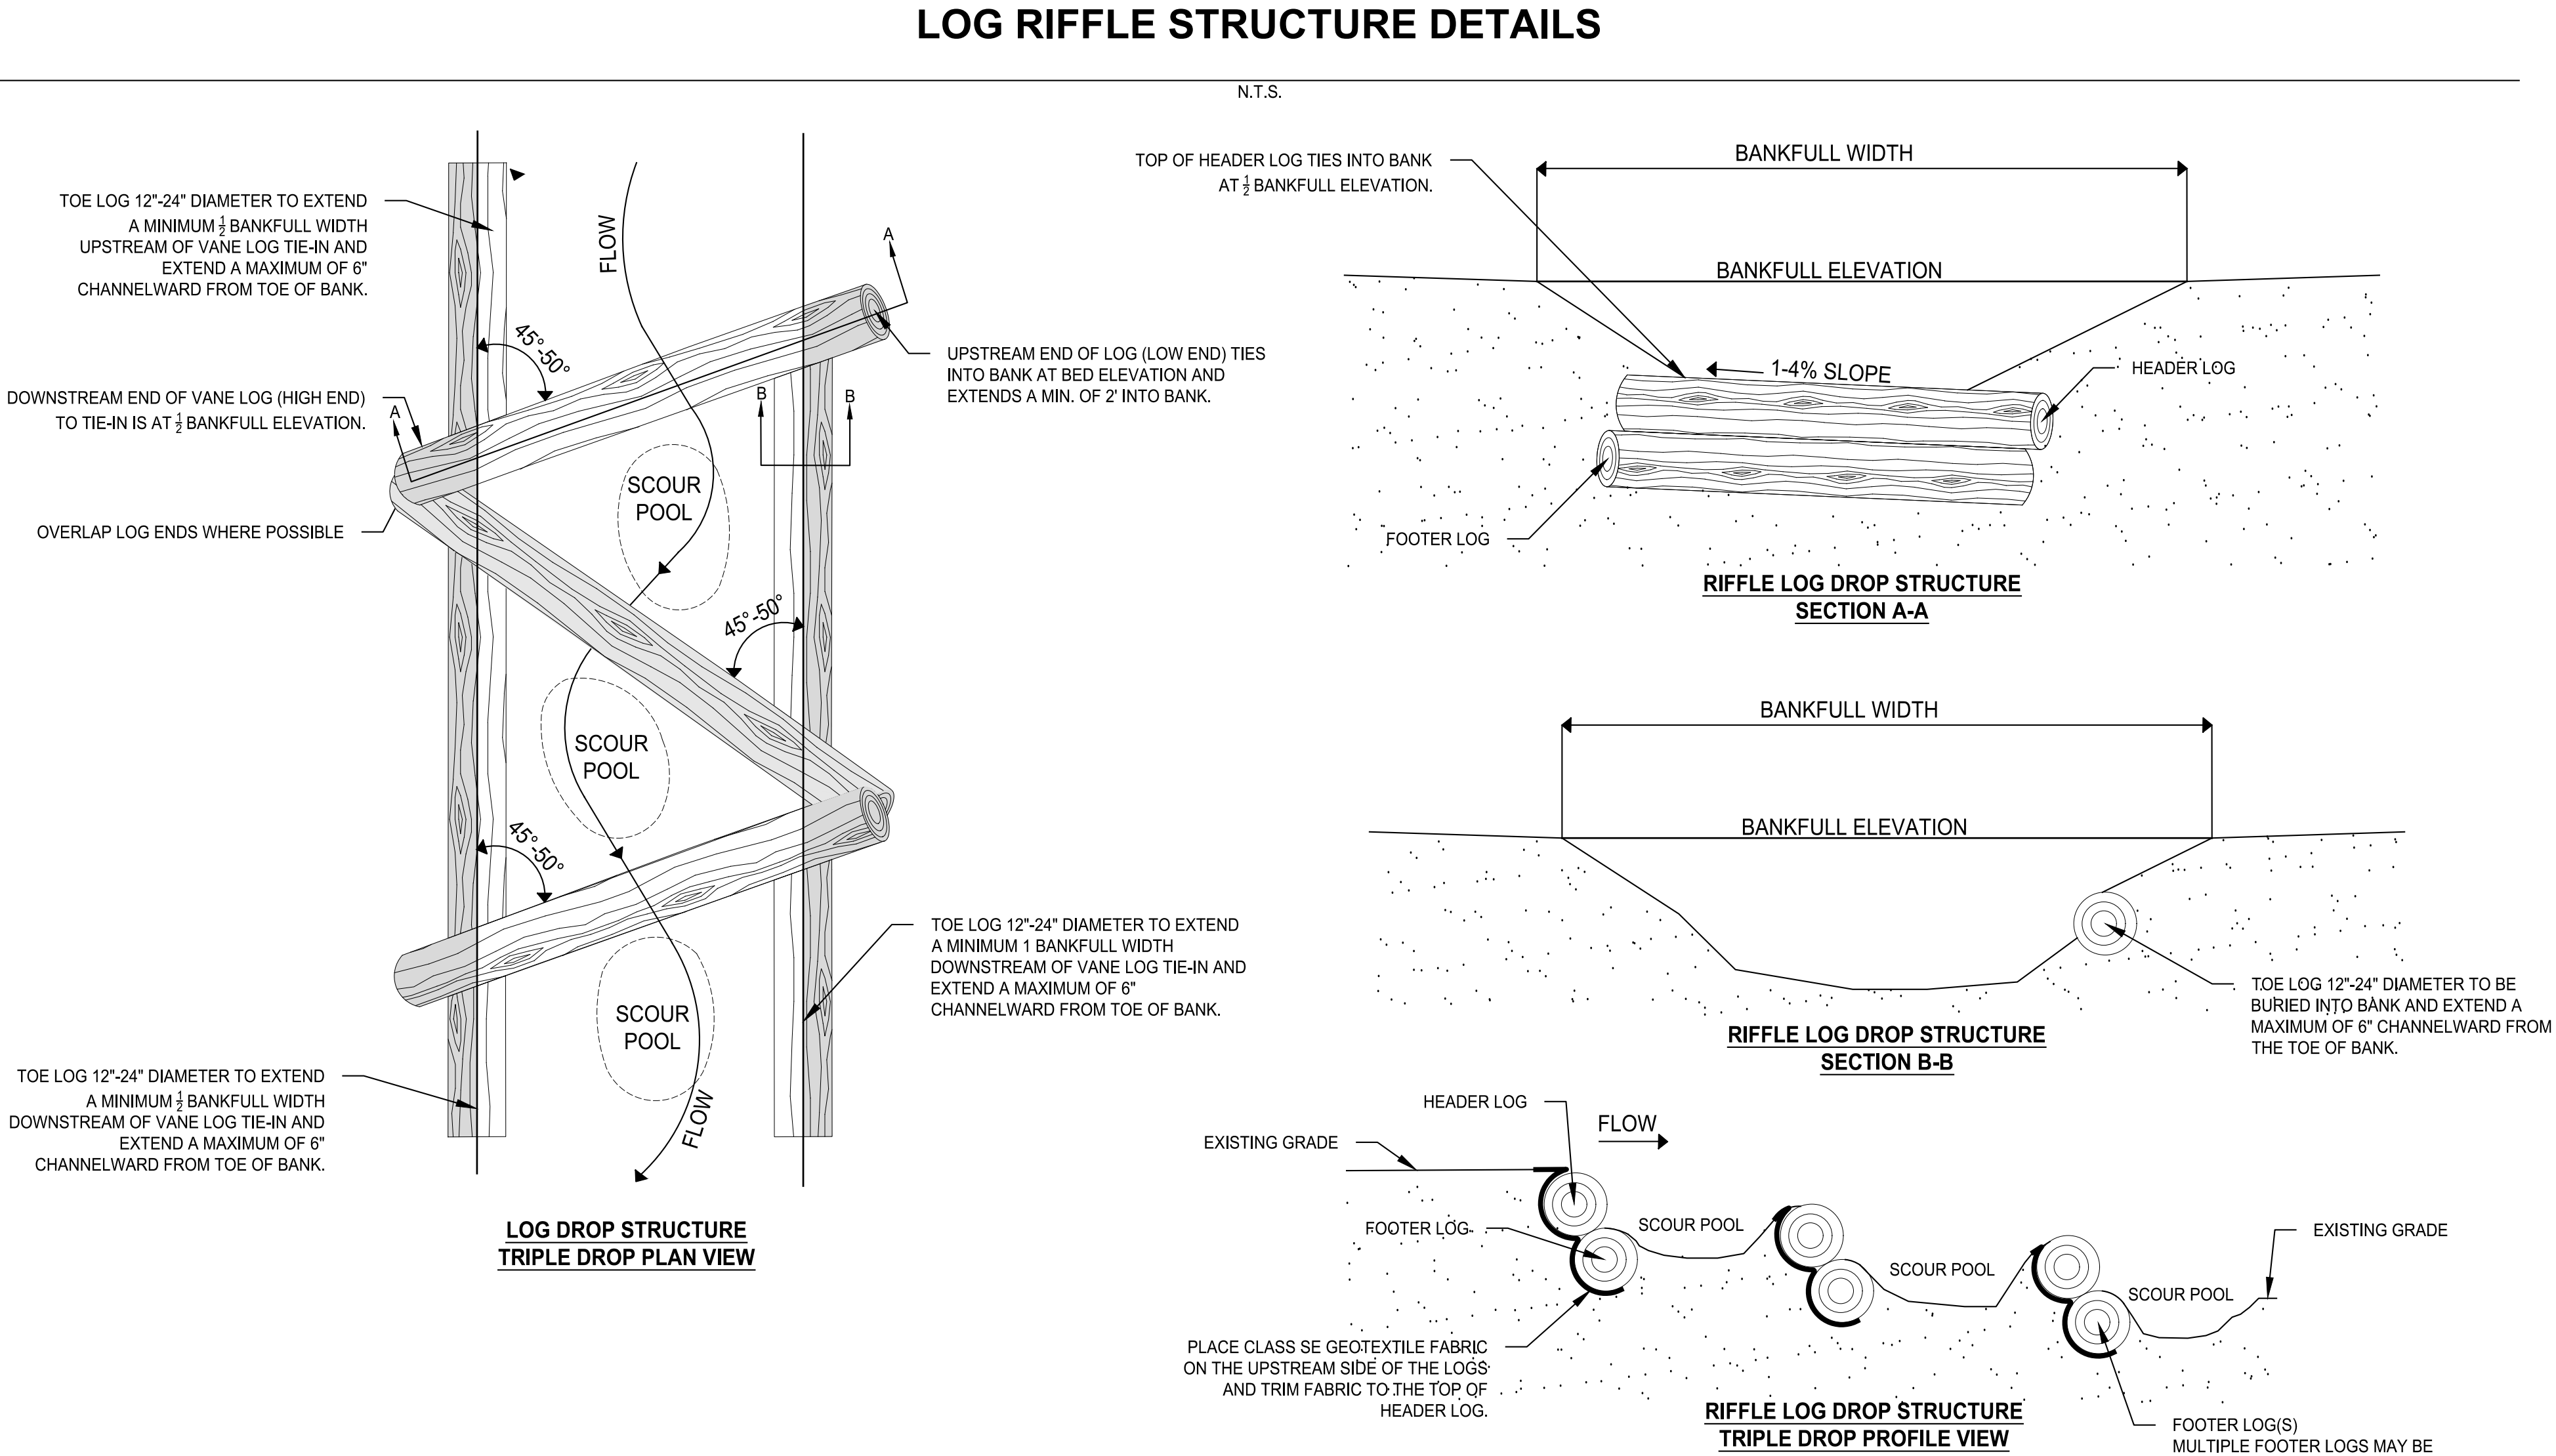 LOG RIFFLE STRUCTURE DETAILS
N.T.S.
TOE LOG 12"-24" DIAMETER TO EXTEND
A MINIMUM 1/2 BANKFULL WIDTH
UPSTREAM OF VANE LOG TIE-IN AND
EXTEND A MAXIMUM OF 6"
CHANNELWARD FROM TOE OF BANK.
FLOW
A
45°-50°
UPSTREAM END OF LOG (LOW END) TIES
INTO BANK AT BED ELEVATION AND
EXTENDS A MIN. OF 2' INTO BANK.
DOWNSTREAM END OF VANE LOG (HIGH END)
TO TIE-IN IS AT 1/2 BANKFULL ELEVATION.
A
B
B
SCOUR
POOL
OVERLAP LOG ENDS WHERE POSSIBLE
45°-50°
SCOUR
POOL
45°-50°
TOE LOG 12"-24" DIAMETER TO EXTEND
A MINIMUM 1 BANKFULL WIDTH
DOWNSTREAM OF VANE LOG TIE-IN AND
EXTEND A MAXIMUM OF 6"
CHANNELWARD FROM TOE OF BANK.
SCOUR
POOL
TOE LOG 12"-24" DIAMETER TO EXTEND
A MINIMUM 1/2 BANKFULL WIDTH
DOWNSTREAM OF VANE LOG TIE-IN AND
EXTEND A MAXIMUM OF 6"
CHANNELWARD FROM TOE OF BANK.
FLOW
LOG DROP STRUCTURE
TRIPLE DROP PLAN VIEW
TOP OF HEADER LOG TIES INTO BANK
AT 1/2 BANKFULL ELEVATION.
BANKFULL WIDTH
BANKFULL ELEVATION
1-4% SLOPE
HEADER LOG
FOOTER LOG
RIFFLE LOG DROP STRUCTURE
SECTION A-A
BANKFULL WIDTH
BANKFULL ELEVATION
TOE LOG 12"-24" DIAMETER TO BE
BURIED INTO BANK AND EXTEND A
MAXIMUM OF 6" CHANNELWARD FROM
THE TOE OF BANK.
RIFFLE LOG DROP STRUCTURE
SECTION B-B
HEADER LOG
FLOW
EXISTING GRADE
FOOTER LOG
SCOUR POOL
SCOUR POOL
SCOUR POOL
EXISTING GRADE
PLACE CLASS SE GEOTEXTILE FABRIC
ON THE UPSTREAM SIDE OF THE LOGS
AND TRIM FABRIC TO THE TOP OF
HEADER LOG.
RIFFLE LOG DROP STRUCTURE
TRIPLE DROP PROFILE VIEW
FOOTER LOG(S)
MULTIPLE FOOTER LOGS MAY BE